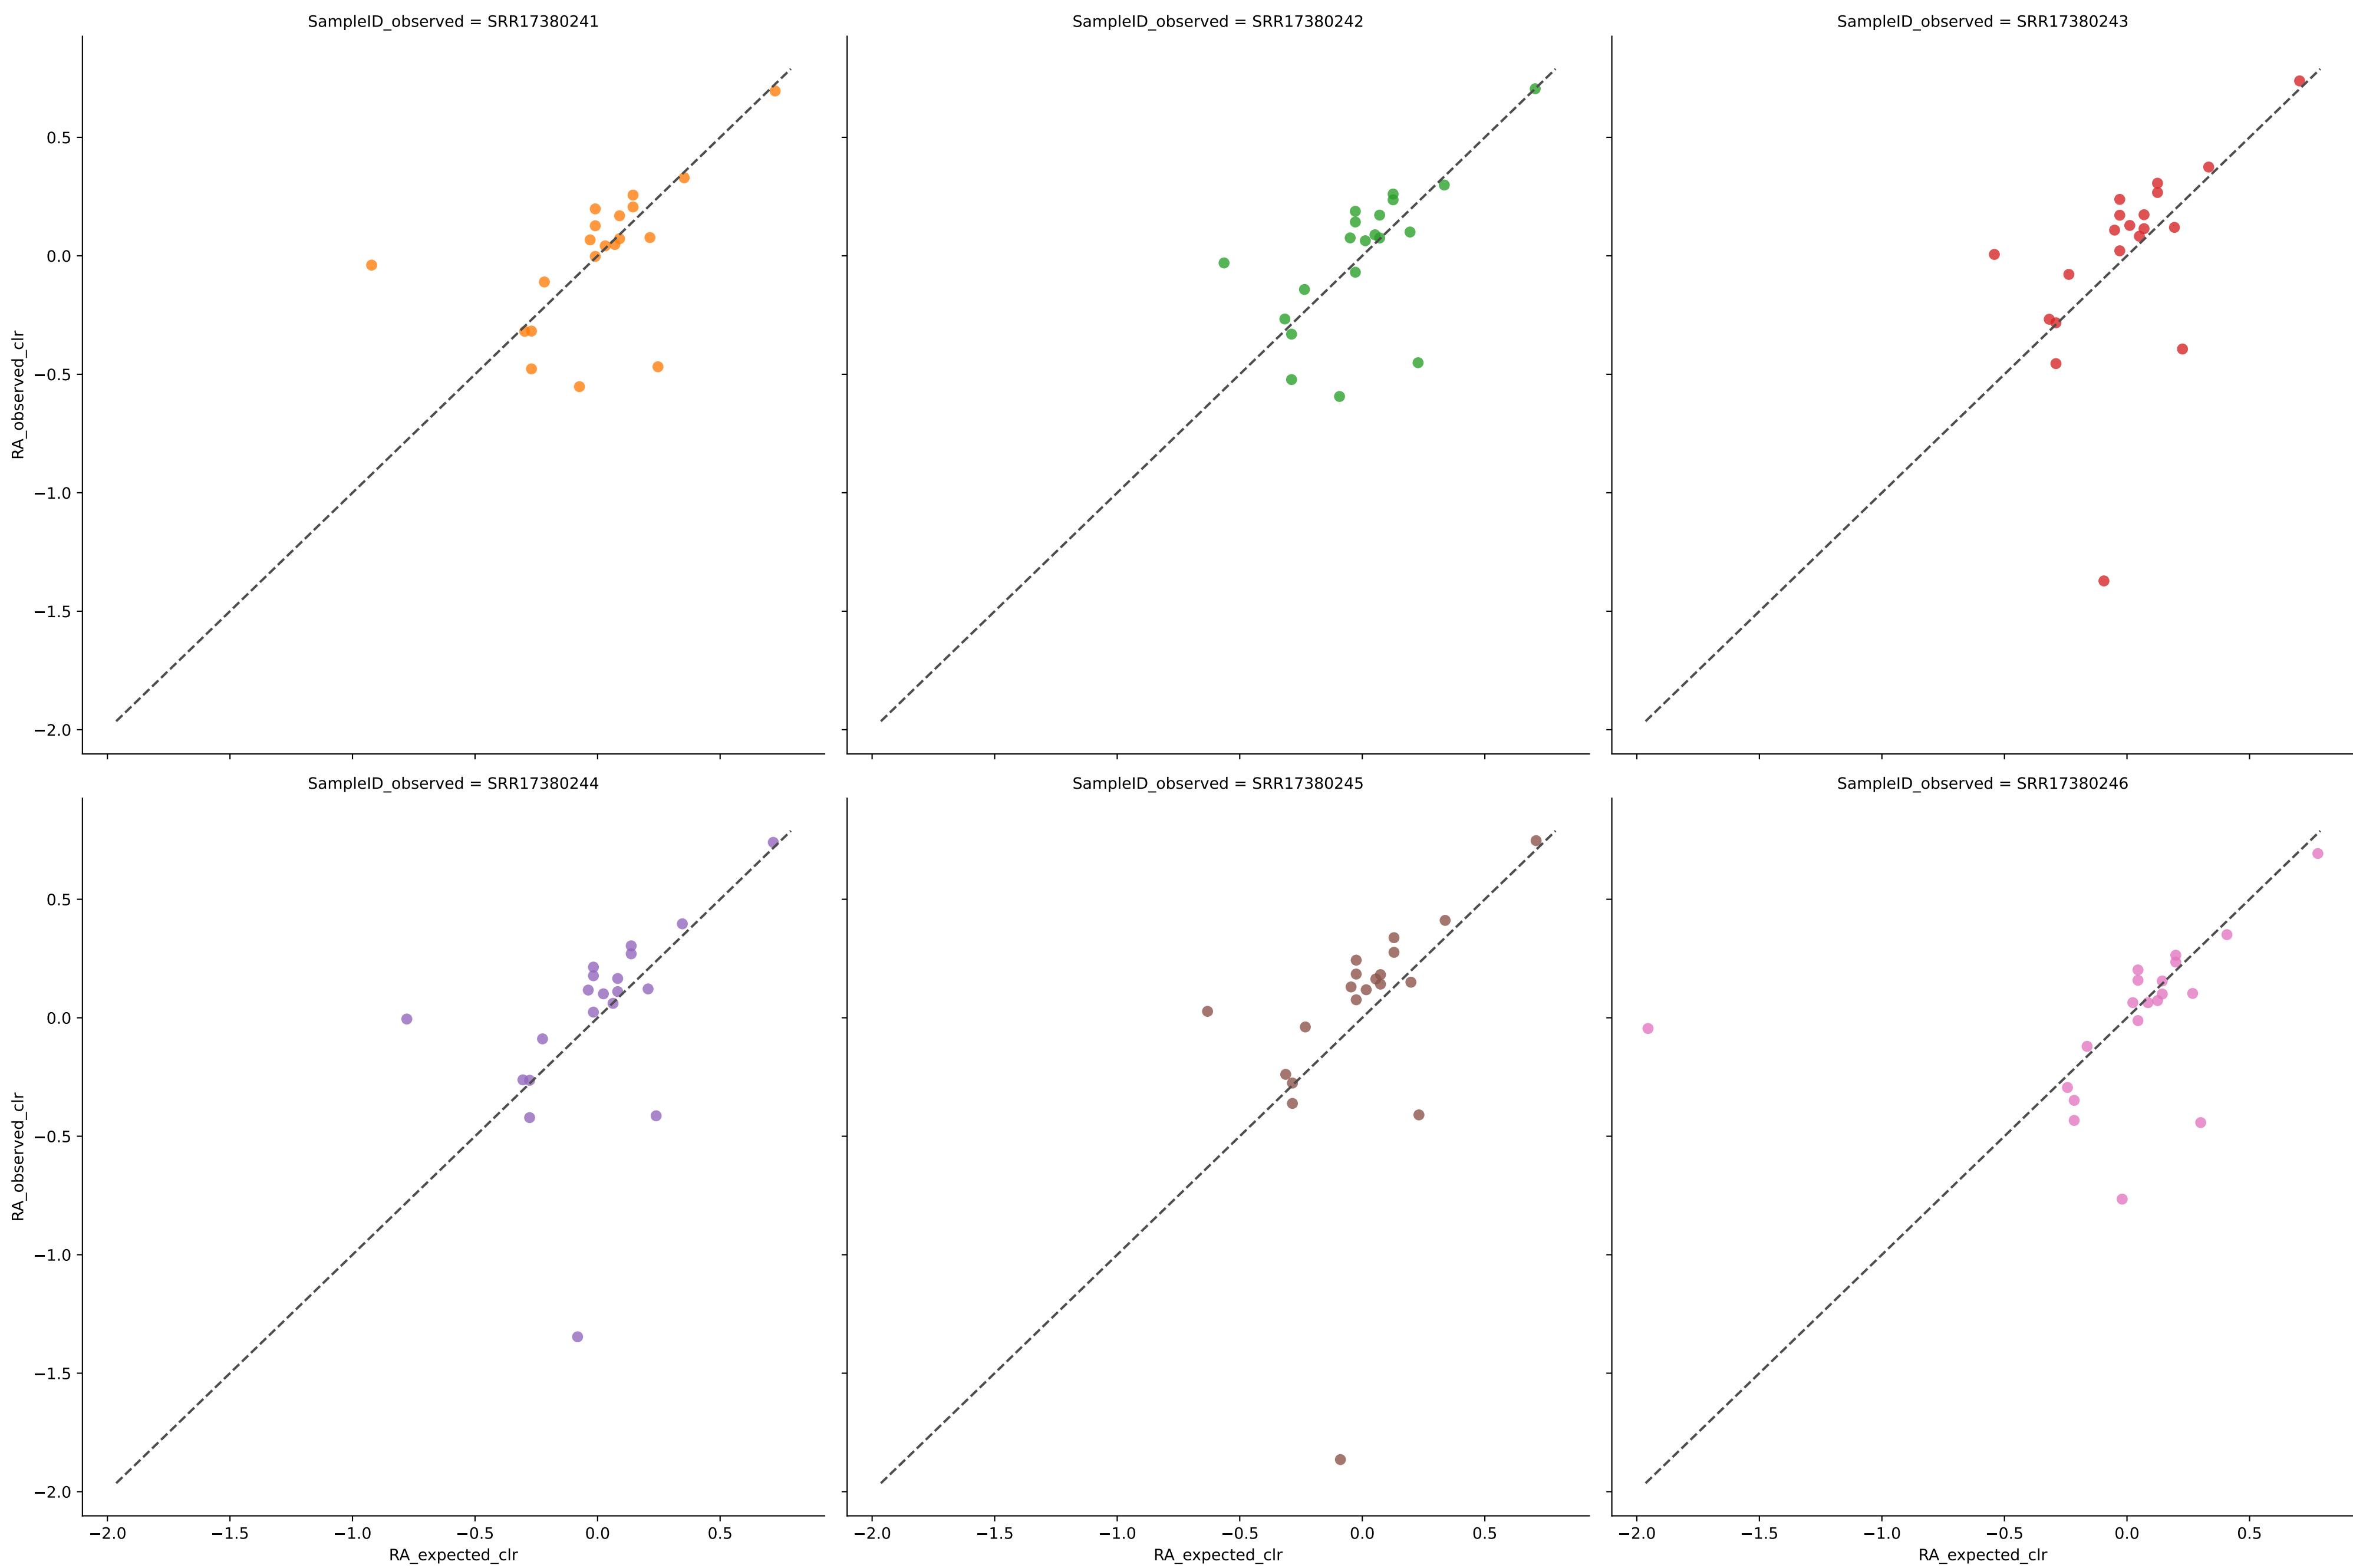 SampleID_observed = SRR17380241
SampleID_observed = SRR17380242
SampleID_observed = SRR17380243
RA_observed_clr
0.5
0.0
−0.5
−1.0
−1.5
−2.0
SampleID_observed = SRR17380244
SampleID_observed = SRR17380245
SampleID_observed = SRR17380246
RA_observed_clr
0.5
0.0
−0.5
−1.0
−1.5
−2.0
−2.0 −1.5 −1.0 −0.5 0.0 0.5
−2.0 −1.5 −1.0 −0.5 0.0 0.5
−2.0 −1.5 −1.0 −0.5 0.0 0.5
RA_expected_clr
RA_expected_clr
RA_expected_clr